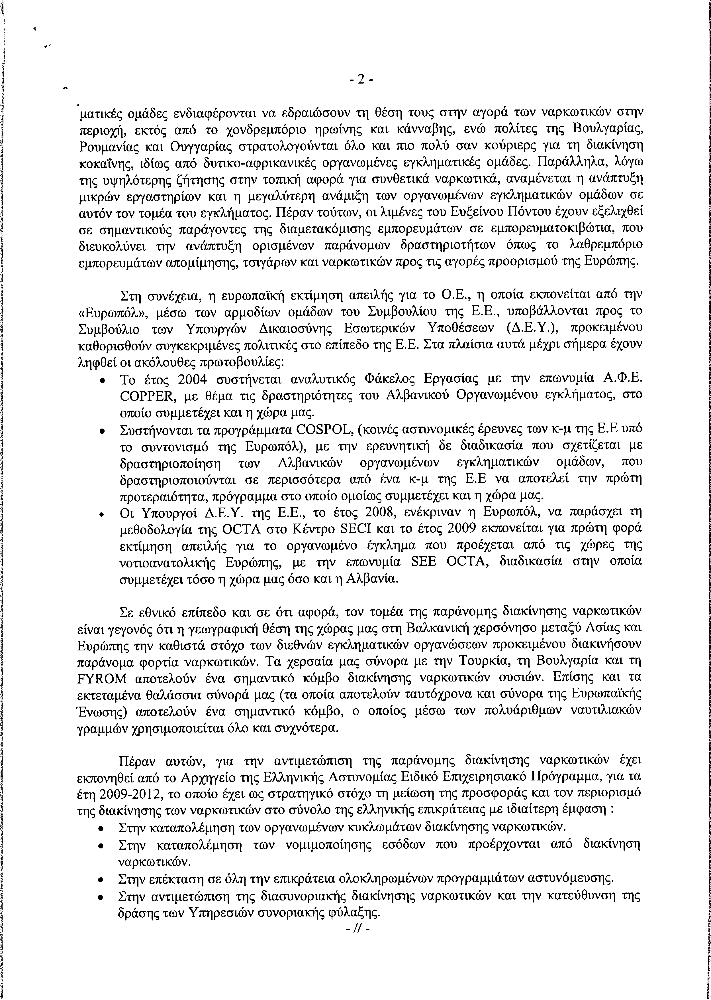 - 2 -
ματικές ομάδες ενδιαφέρονται να εδραιώσουν τη θέση τους στην αγορά των ναρκωτικών στην
περιοχή, εκτός από το χονδρεμπόριο ηρωίνης και κάνναβης, ενώ πολίτες της Βουλγαρίας,
Ρουμανίας και Ουγγαρίας στρατολογούνται όλο και πιο πολύ σαν κούριερς για τη διακίνηση
κοκαΐνης, ιδίως από δυτικο-αφρικανικές οργανωμένες εγκληματικές ομάδες. Παράλληλα, λόγω
της υψηλότερης ζήτησης στην τοπική αφορά για συνθετικά ναρκωτικά, αναμένεται η ανάπτυξη
μικρών εργαστηρίων και η μεγαλύτερη ανάμιξη των οργανωμένων εγκληματικών ομάδων σε
αυτόν τον τομέα του εγκλήματος. Πέραν τούτων, οι λιμένες του Ευξείνου Πόντου έχουν εξελιχθεί
σε σημαντικούς παράγοντες της διαμετακόμισης εμπορευμάτων σε εμπορευματοκιβώτια, που
διευκολύνει την ανάπτυξη ορισμένων παράνομων δραστηριοτήτων όπως το λαθρεμπόριο
εμπορευμάτων απομίμησης, τσιγάρων και ναρκωτικών προς τις αγορές προορισμού της Ευρώπης.
Στη συνέχεια, η ευρωπαϊκή εκτίμηση απειλής για το Ο.Ε., η οποία εκπονείται από την
«Ευρωπόλ», μέσω των αρμοδίων ομάδων του Συμβουλίου της Ε.Ε., υποβάλλονται προς το
Συμβούλιο των Υπουργών Δικαιοσύνης Εσωτερικών Υποθέσεων (Δ.Ε.Υ.), προκειμένου
καθορισθούν συγκεκριμένες πολιτικές στο επίπεδο της Ε.Ε. Στα πλαίσια αυτά μέχρι σήμερα έχουν
ληφθεί οι ακόλουθες πρωτοβουλίες:
• Το έτος 2004 συστήνεται αναλυτικός Φάκελος Εργασίας με την επωνυμία Α.Φ.Ε.
COPPER, με θέμα τις δραστηριότητες του Αλβανικού Οργανωμένου εγκλήματος, στο
οποίο συμμετέχει και η χώρα μας.
• Συστήνονται τα προγράμματα COSPOL, (κοινές αστυνομικές έρευνες των κ-μ της Ε.Ε υπό
το συντονισμό της Ευρωπόλ), με την ερευνητική δε διαδικασία που σχετίζεται με
δραστηριοποίηση των Αλβανικών οργανωμένων εγκληματικών ομάδων, που
δραστηριοποιούνται σε περισσότερα από ένα κ-μ της Ε.Ε να αποτελεί την πρώτη
προτεραιότητα, πρόγραμμα στο οποίο ομοίως συμμετέχει και η χώρα μας.
• Οι Υπουργοί Δ.Ε.Υ. της Ε.Ε., το έτος 2008, ενέκριναν η Ευρωπόλ, να παράσχει τη
μεθοδολογία της OCTA στο Κέντρο SECI και το έτος 2009 εκπονείται για πρώτη φορά
εκτίμηση απειλής για το οργανωμένο έγκλημα που προέχεται από τις χώρες της
νοτιοανατολικής Ευρώπης, με την επωνυμία SEE OCTA, διαδικασία στην οποία
συμμετέχει τόσο η χώρα μας όσο και η Αλβανία.
Σε εθνικό επίπεδο και σε ότι αφορά, τον τομέα της παράνομης διακίνησης ναρκωτικών
είναι γεγονός ότι η γεωγραφική θέση της χώρας μας στη Βαλκανική χερσόνησο μεταξύ Ασίας και
Ευρώπης την καθιστά στόχο των διεθνών εγκληματικών οργανώσεων προκειμένου διακινήσουν
παράνομα φορτία ναρκωτικών. Τα χερσαία μας σύνορα με την Τουρκία, τη Βουλγαρία και τη
FYROM αποτελούν ένα σημαντικό κόμβο διακίνησης ναρκωτικών ουσιών. Επίσης και τα
εκτεταμένα θαλάσσια σύνορά μας (τα οποία αποτελούν ταυτόχρονα και σύνορα της Ευρωπαϊκής
Ένωσης) αποτελούν ένα σημαντικό κόμβο, ο οποίος μέσω των πολυάριθμων ναυτιλιακών
γραμμών χρησιμοποιείται όλο και συχνότερα.
Πέραν αυτών, για την αντιμετώπιση της παράνομης διακίνησης ναρκωτικών έχει
εκπονηθεί από το Αρχηγείο της Ελληνικής Αστυνομίας Ειδικό Επιχειρησιακό Πρόγραμμα, για τα
έτη 2009-2012, το οποίο έχει ως στρατηγικό στόχο τη μείωση της προσφοράς και τον περιορισμό
της διακίνησης των ναρκωτικών στο σύνολο της ελληνικής επικράτειας με ιδιαίτερη έμφαση :
• Στην καταπολέμηση των οργανωμένων κυκλωμάτων διακίνησης ναρκωτικών.
• Στην καταπολέμηση των νομιμοποίησης εσόδων που προέρχονται από διακίνηση
ναρκωτικών.
• Στην επέκταση σε όλη την επικράτεια ολοκληρωμένων προγραμμάτων αστυνόμευσης.
• Στην αντιμετώπιση της διασυνοριακής διακίνησης ναρκωτικών και την κατεύθυνση της
δράσης των Υπηρεσιών συνοριακής φύλαξης.
- // -